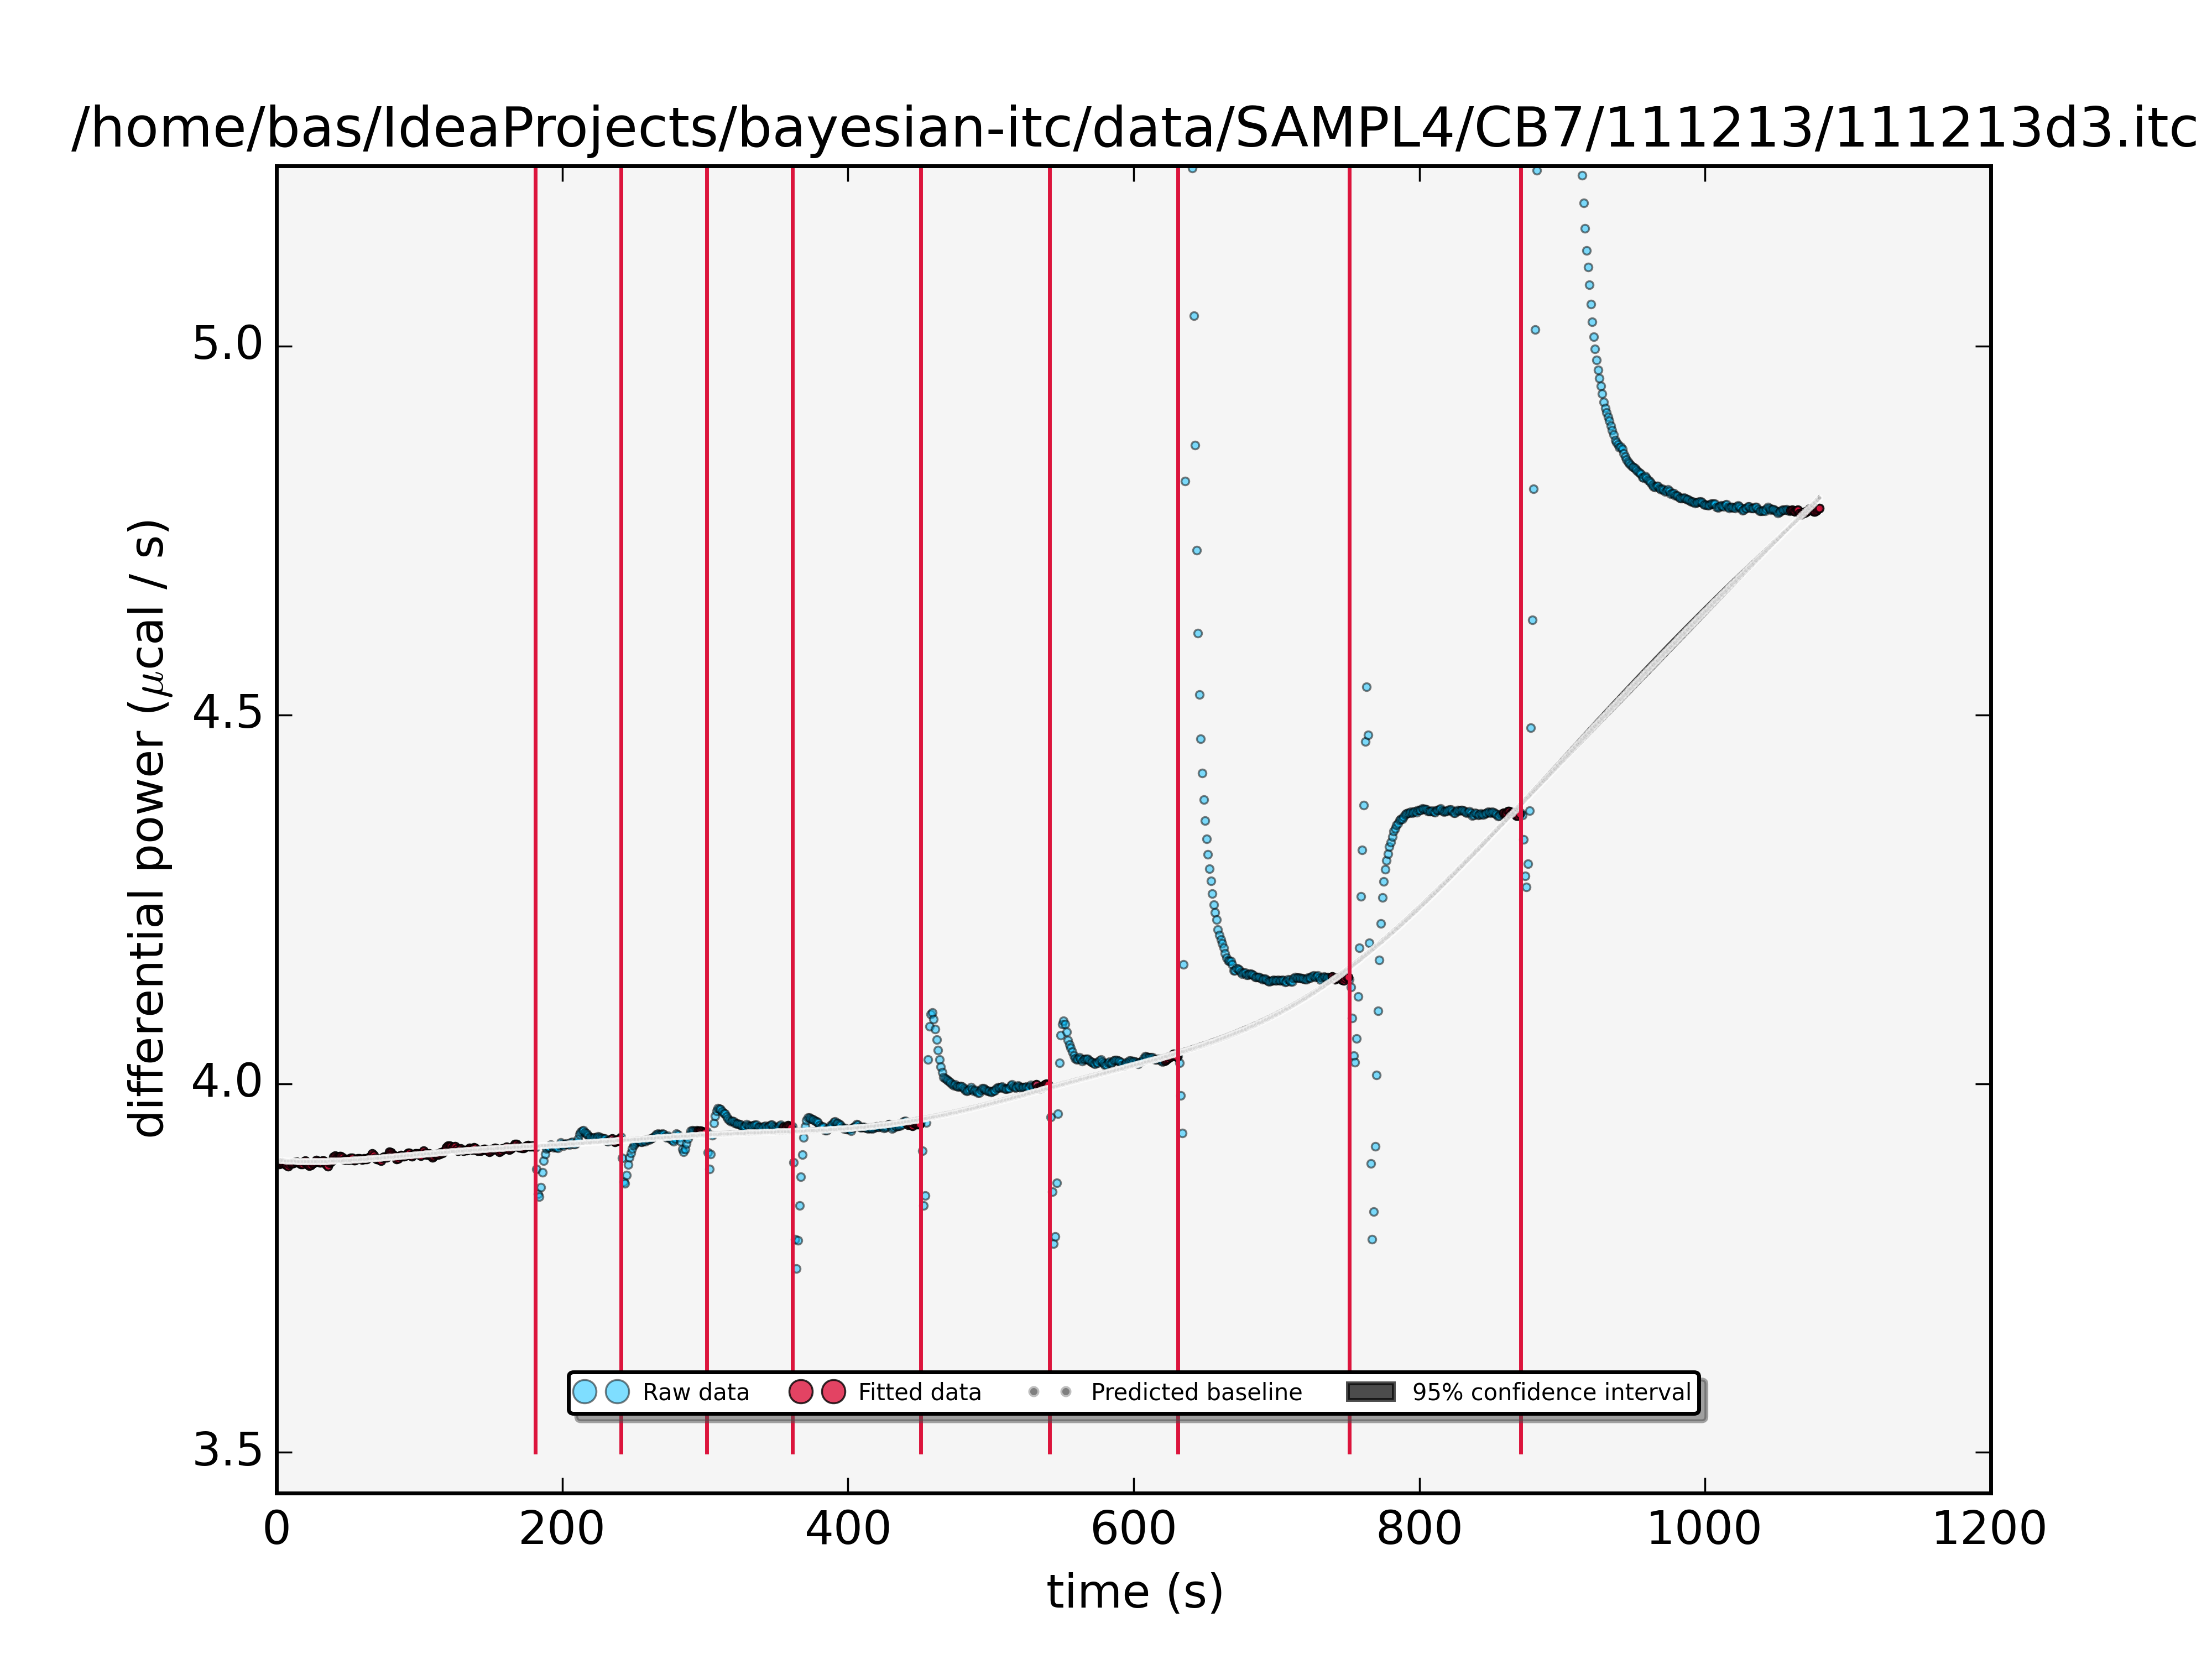 /home/bas/IdeaProjects/bayesian-itc/data/SAMPL4/CB7/111213/111213d3.itc
differential power (μcal / s)
5.0
4.5
4.0
3.5
Raw data Fitted data Predicted baseline 95% confidence interval
0 200 400 600 800 1000 1200
time (s)